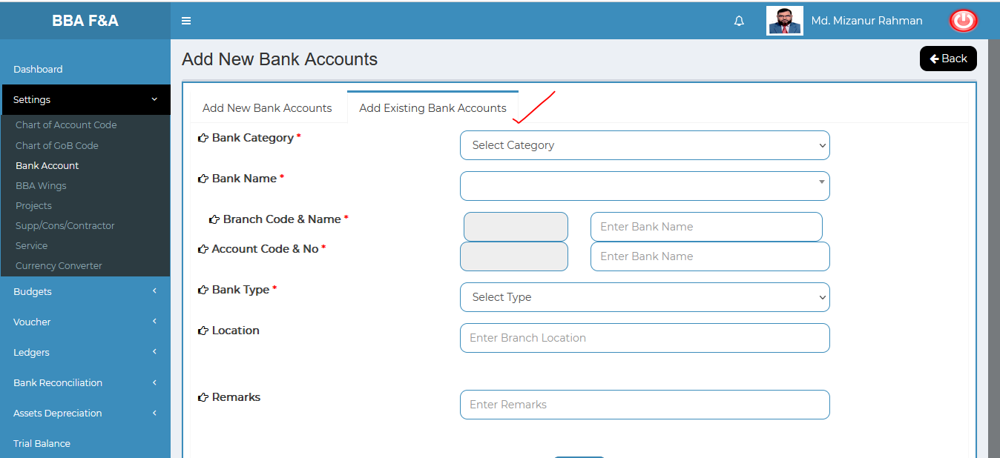 BBA F&A
Md. Mizanur Rahman
Dashboard
Settings
Chart of Account Code
Chart of GoB Code
Bank Account
BBA Wings
Projects
Supp/Cons/Contractor
Service
Currency Converter
Budgets
Voucher
Ledgers
Bank Reconciliation
Assets Depreciation
Trial Balance
Add New Bank Accounts
Back
Add New Bank Accounts
Add Existing Bank Accounts
Bank Category *
Select Category
Bank Name *
Branch Code & Name *
Enter Bank Name
Account Code & No *
Enter Bank Name
Bank Type *
Select Type
Location
Enter Branch Location
Remarks
Enter Remarks